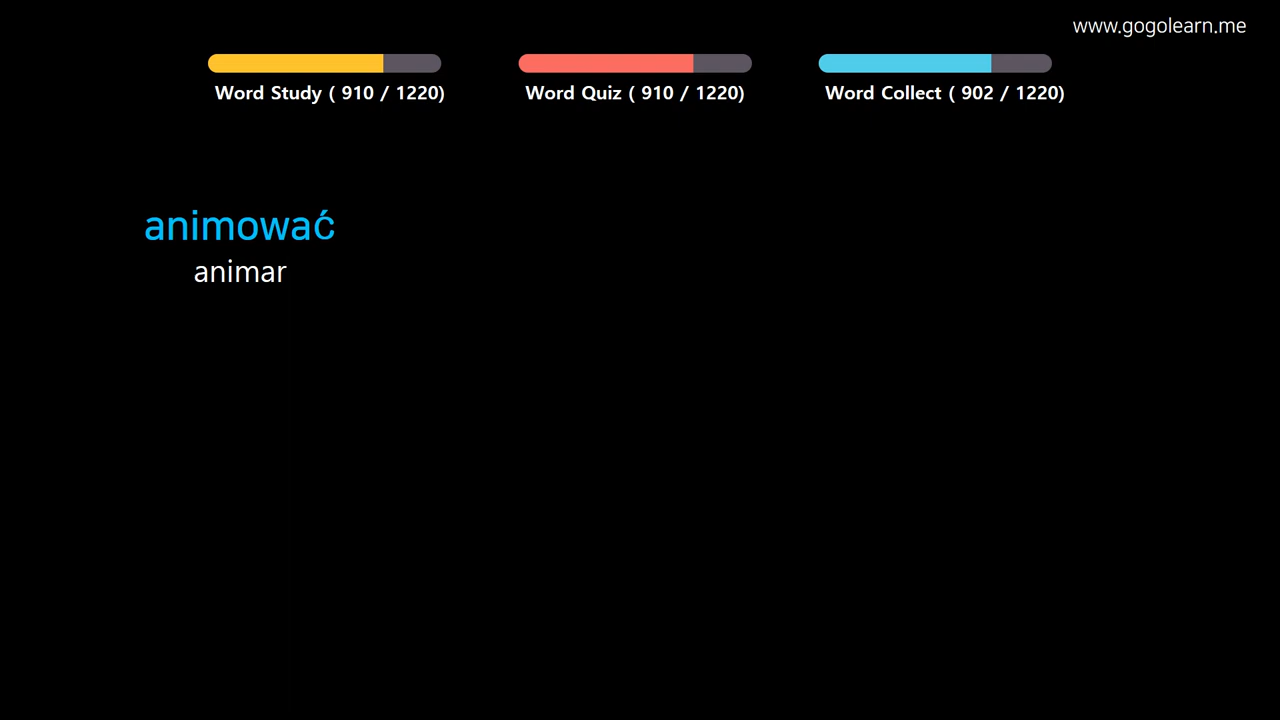 www.gogolearn.me
Word Study ( 910 / 1220)
Word Quiz ( 910 / 1220)
Word Collect ( 902 / 1220)
animować
animar